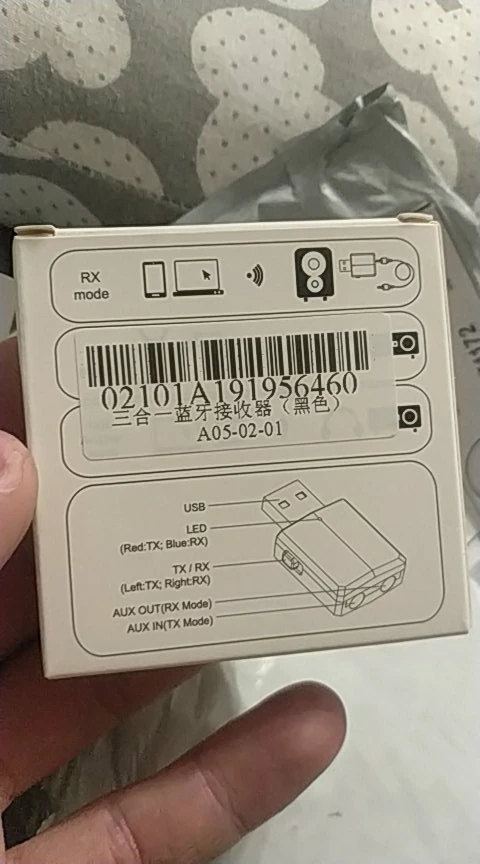 RX
mode
02101A191956460
三合一蓝牙接收器（黑色）
A05-02-01
USB
LED
(Red:TX; Blue:RX)
TX / RX
(Left:TX; Right:RX)
AUX OUT(RX Mode)
AUX IN(TX Mode)